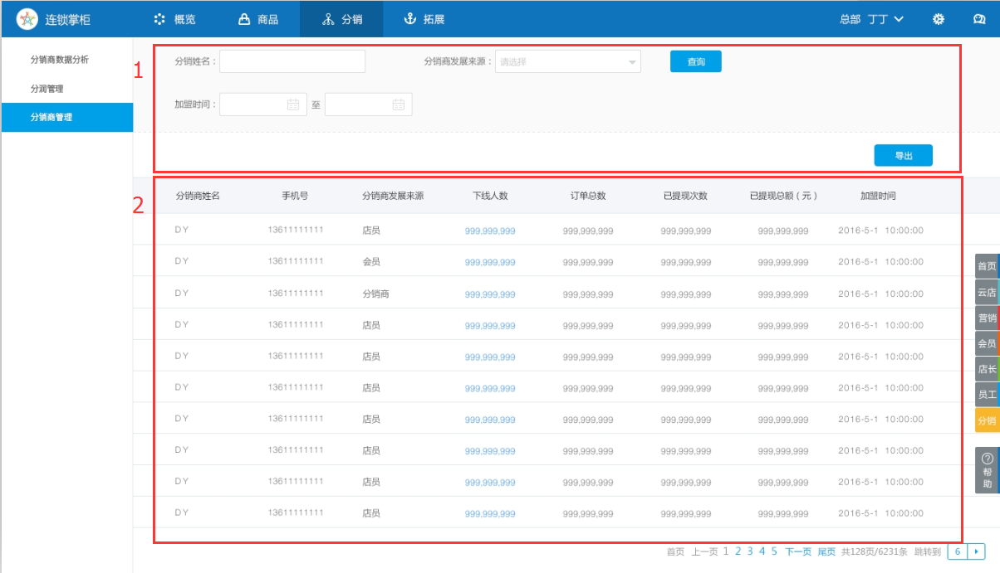 连锁掌柜 概览 商品 分销 拓展 总部 丁丁
分销商数据分析
分润管理
分销商管理
1
分销姓名： 分销商发展来源： 请选择 查询
加盟时间： 至
导出
2
分销商姓名 手机号 分销商发展来源 下线人数 订单总数 已提现次数 已提现总额（元） 加盟时间
DY 13611111111 店员 999,999,999 999,999,999 999,999,999 999,999,999 2016-5-1 10:00:00
DY 13611111111 会员 999,999,999 999,999,999 999,999,999 999,999,999 2016-5-1 10:00:00
DY 13611111111 分销商 999,999,999 999,999,999 999,999,999 999,999,999 2016-5-1 10:00:00
DY 13611111111 店员 999,999,999 999,999,999 999,999,999 999,999,999 2016-5-1 10:00:00
DY 13611111111 店员 999,999,999 999,999,999 999,999,999 999,999,999 2016-5-1 10:00:00
DY 13611111111 店员 999,999,999 999,999,999 999,999,999 999,999,999 2016-5-1 10:00:00
DY 13611111111 店员 999,999,999 999,999,999 999,999,999 999,999,999 2016-5-1 10:00:00
DY 13611111111 店员 999,999,999 999,999,999 999,999,999 999,999,999 2016-5-1 10:00:00
DY 13611111111 店员 999,999,999 999,999,999 999,999,999 999,999,999 2016-5-1 10:00:00
DY 13611111111 店员 999,999,999 999,999,999 999,999,999 999,999,999 2016-5-1 10:00:00
首页 上一页 1 2 3 4 5 下一页 尾页 共128页/6231条 跳转到 6
首页
云店
营销
会员
店长
员工
分销
?
帮
助